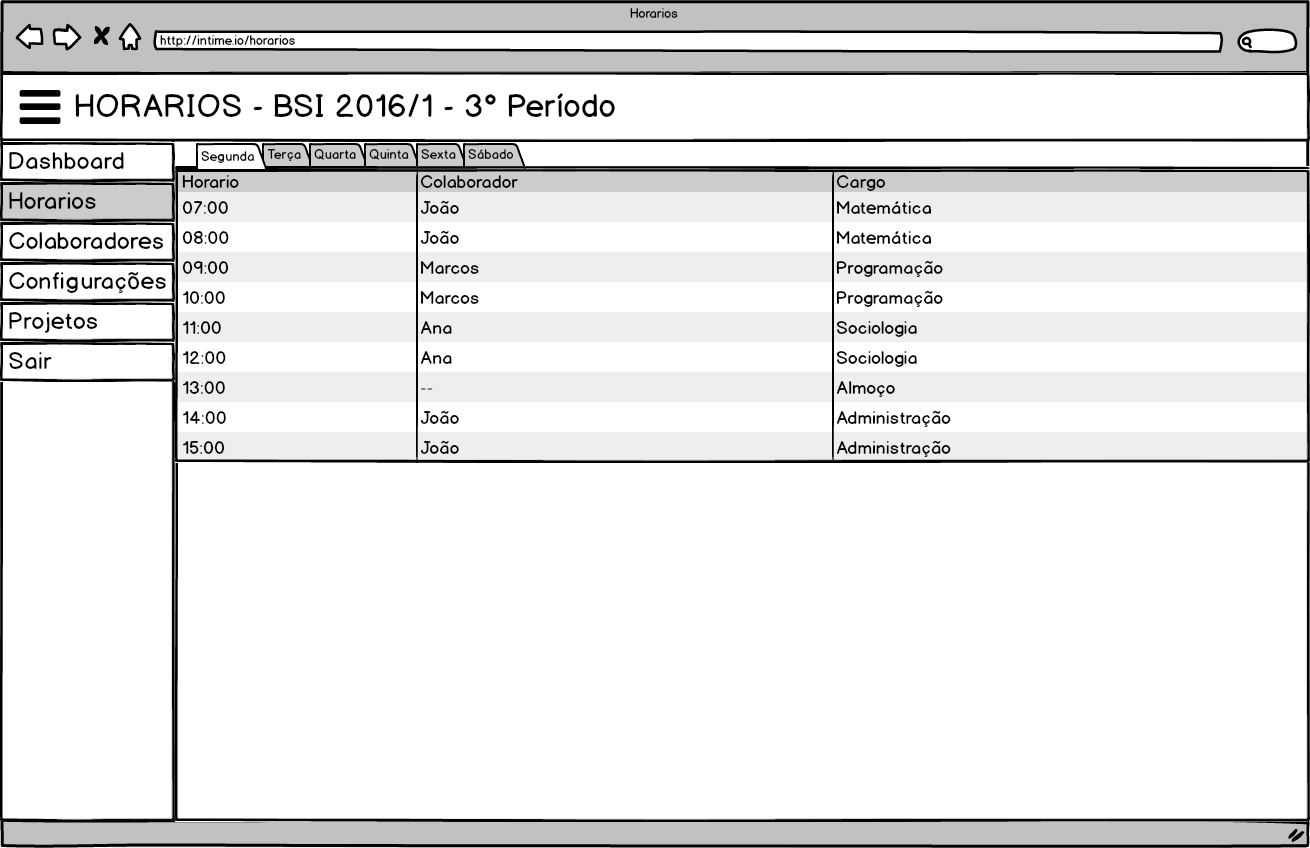 Horarios
http://intime.io/horarios
HORARIOS - BSI 2016/1 - 3° Período
Dashboard
Horarios
Colaboradores
Configurações
Projetos
Sair
Segunda Terça Quarta Quinta Sexta Sábado
Horario Colaborador Cargo
07:00 João Matemática
08:00 João Matemática
09:00 Marcos Programação
10:00 Marcos Programação
11:00 Ana Sociologia
12:00 Ana Sociologia
13:00 -- Almoço
14:00 João Administração
15:00 João Administração